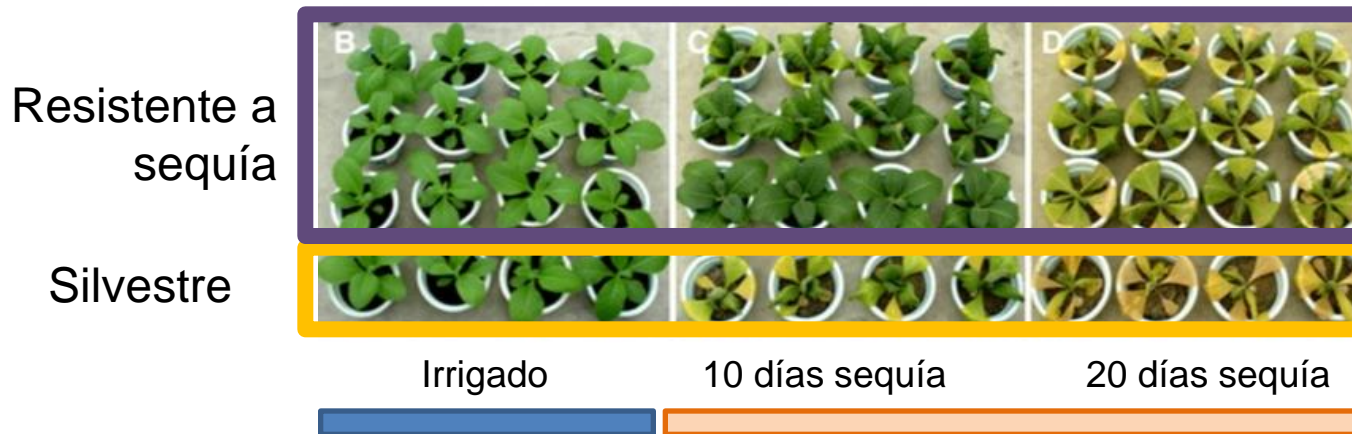 B
C
D
Resistente a
sequía
Silvestre
Irrigado
10 días sequía
20 días sequía